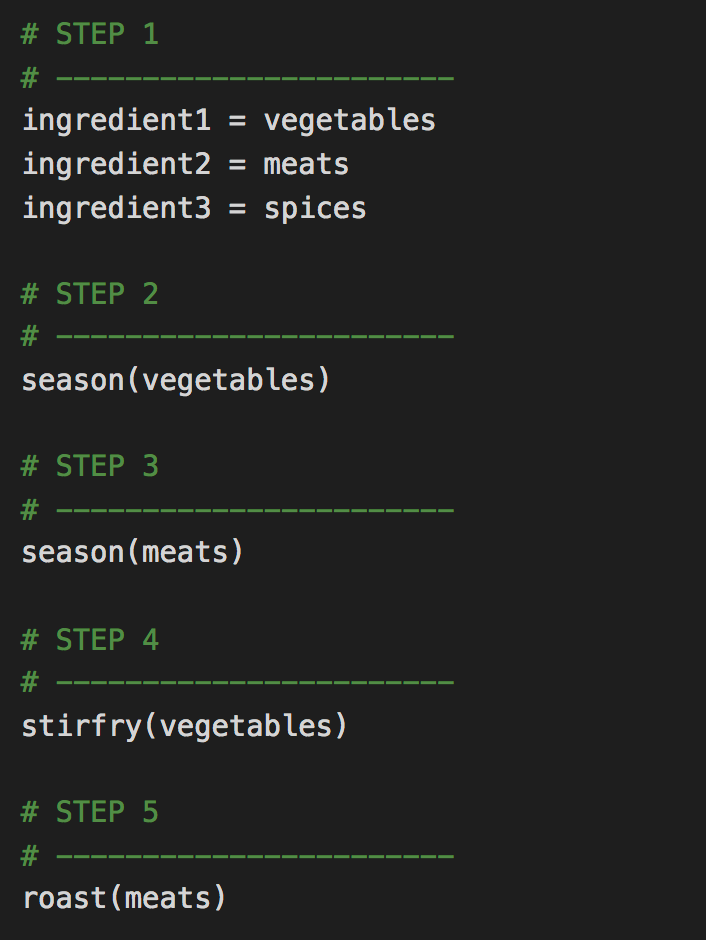 # STEP 1
# -----------------------
ingredient1 = vegetables
ingredient2 = meats
ingredient3 = spices
# STEP 2
# -----------------------
season(vegetables)
# STEP 3
# -----------------------
season(meats)
# STEP 4
# -----------------------
stirfry(vegetables)
# STEP 5
# -----------------------
roast(meats)